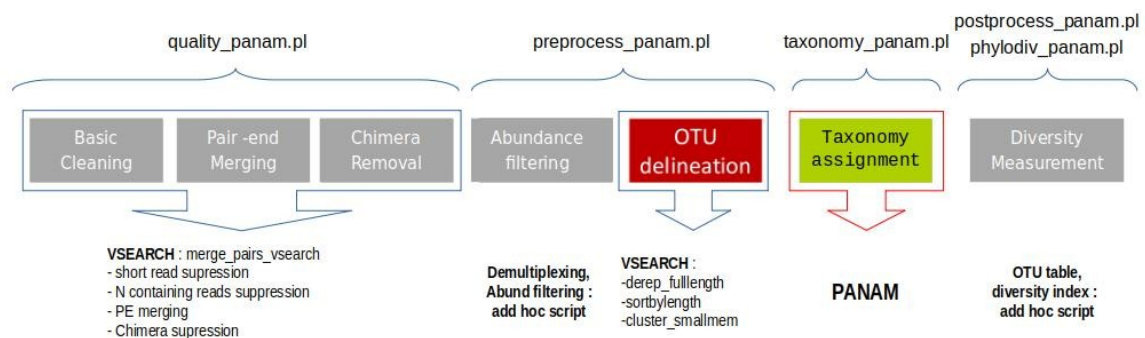 postprocess_panam.pl
quality_panam.pl
preprocess_panam.pl
taxonomy_panam.pl
phylodiv_panam.pl
Basic
Cleaning
Pair -end
Merging
Chimera
Removal
Abundance
filtering
OTU
delineation
Taxonomy
assignment
Diversity
Measurement
VSEARCH : merge_pairs_vsearch
- short read supression
- N containing reads suppression
- PE merging
- Chimera supression
Demultiplexing,
Abund filtering :
add hoc script
VSEARCH :
-derep_fulllength
-sortbylength
-cluster_smallmem
PANAM
OTU table,
diversity index :
add hoc script